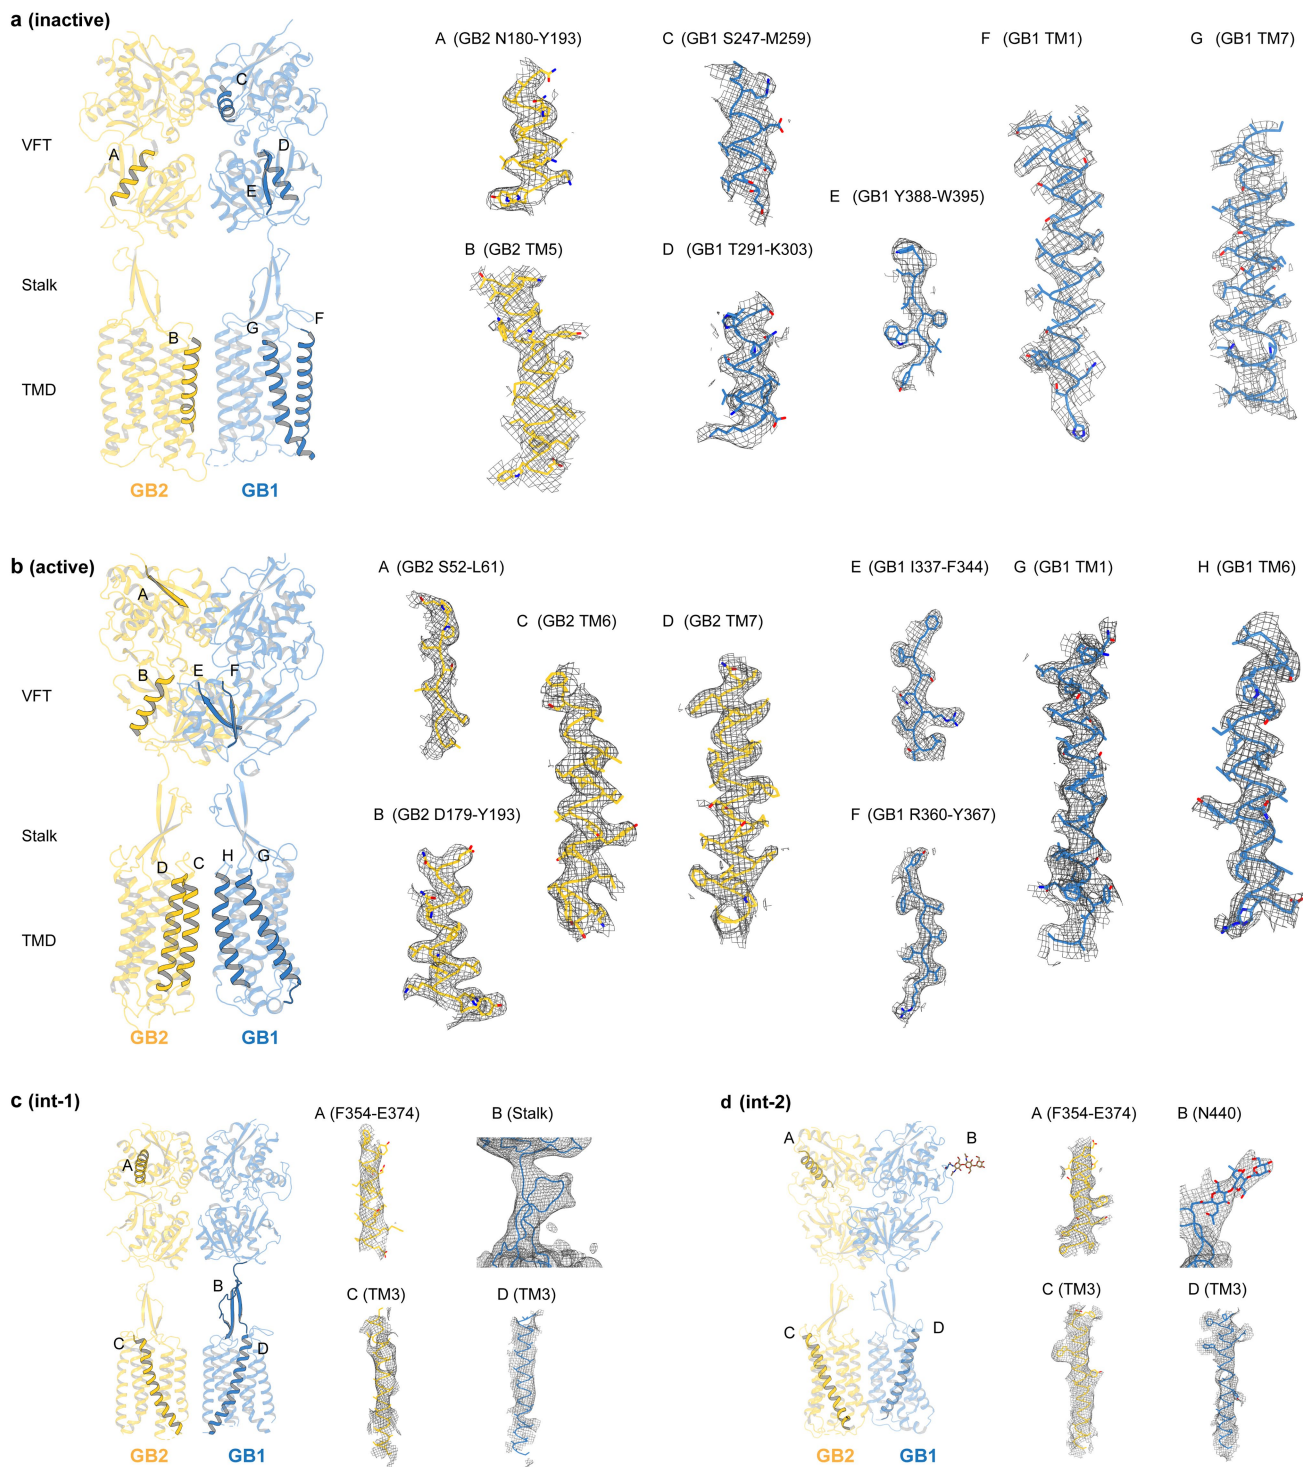 a (inactive)
A (GB2 N180-Y193)
C (GB1 S247-M259)
F (GB1 TM1)
G (GB1 TM7)
C
VFT
A
D
E
E (GB1 Y388-W395)
B (GB2 TM5)
D (GB1 T291-K303)
Stalk
G
F
B
TMD
GB2
GB1
b (active)
A (GB2 S52-L61)
E (GB1 I337-F344)
G (GB1 TM1)
H (GB1 TM6)
A
C (GB2 TM6)
D (GB2 TM7)
B
E
F
VFT
B (GB2 D179-Y193)
F (GB1 R360-Y367)
Stalk
D
C
H
G
TMD
GB2
GB1
c (int-1)
A (F354-E374)
B (Stalk)
A
B
C (TM3)
D (TM3)
C
D
GB2
GB1
d (int-2)
A (F354-E374)
B (N440)
A
B
C (TM3)
D (TM3)
C
D
GB2
GB1